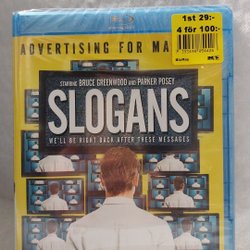 ADVERTISING FOR MA
1st 29:-
4 för 100:-
STARRING BRUCE GREENWOOD AND PARKER POSEY
SLOGANS
WE'LL BE RIGHT BACK AFTER THESE MESSAGES